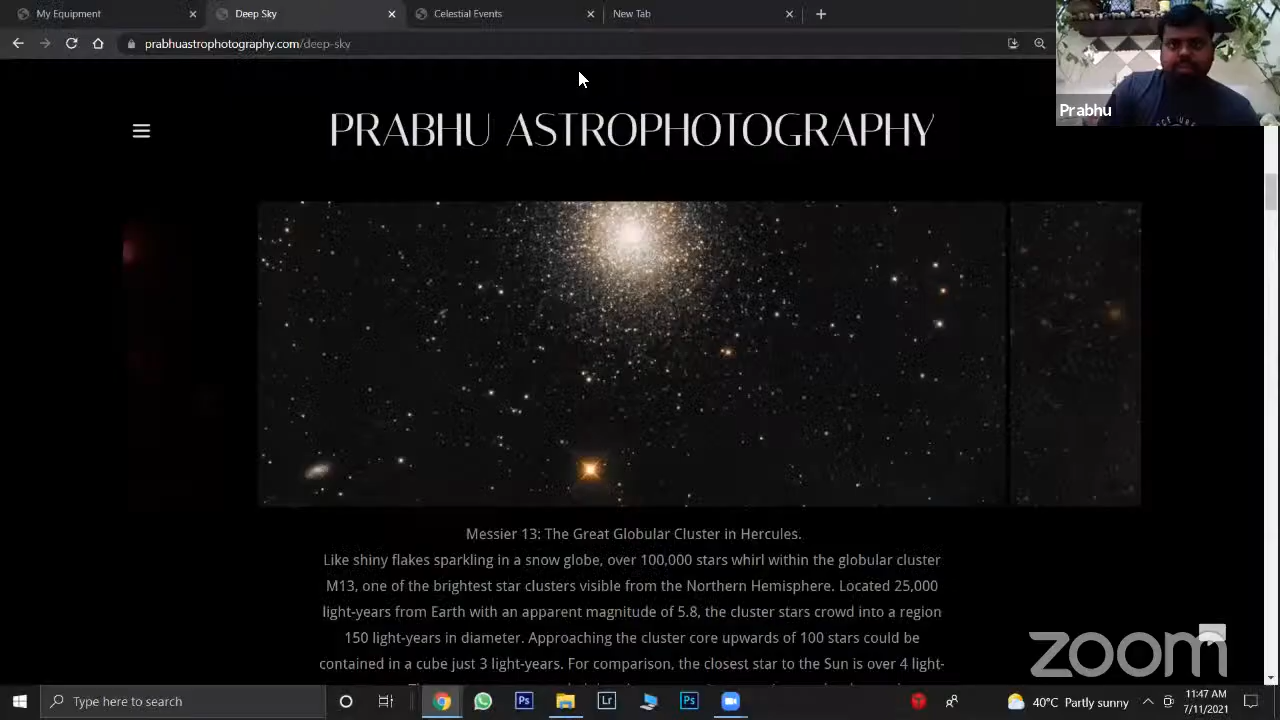 My Equipment
Deep Sky
Celestial Events
New Tab
prabhuastrophotography.com/deep-sky
Prabhu
PRABHU ASTROPHOTOGRAPHY
Messier 13: The Great Globular Cluster in Hercules.
Like shiny flakes sparkling in a snow globe, over 100,000 stars whirl within the globular cluster
M13, one of the brightest star clusters visible from the Northern Hemisphere. Located 25,000
light-years from Earth with an apparent magnitude of 5.8, the cluster stars crowd into a region
150 light-years in diameter. Approaching the cluster core upwards of 100 stars could be
contained in a cube just 3 light-years. For comparison, the closest star to the Sun is over 4 light-
zoom
Type here to search
Ps
Lr
Ps
40°C Partly sunny
11:47 AM
7/11/2021